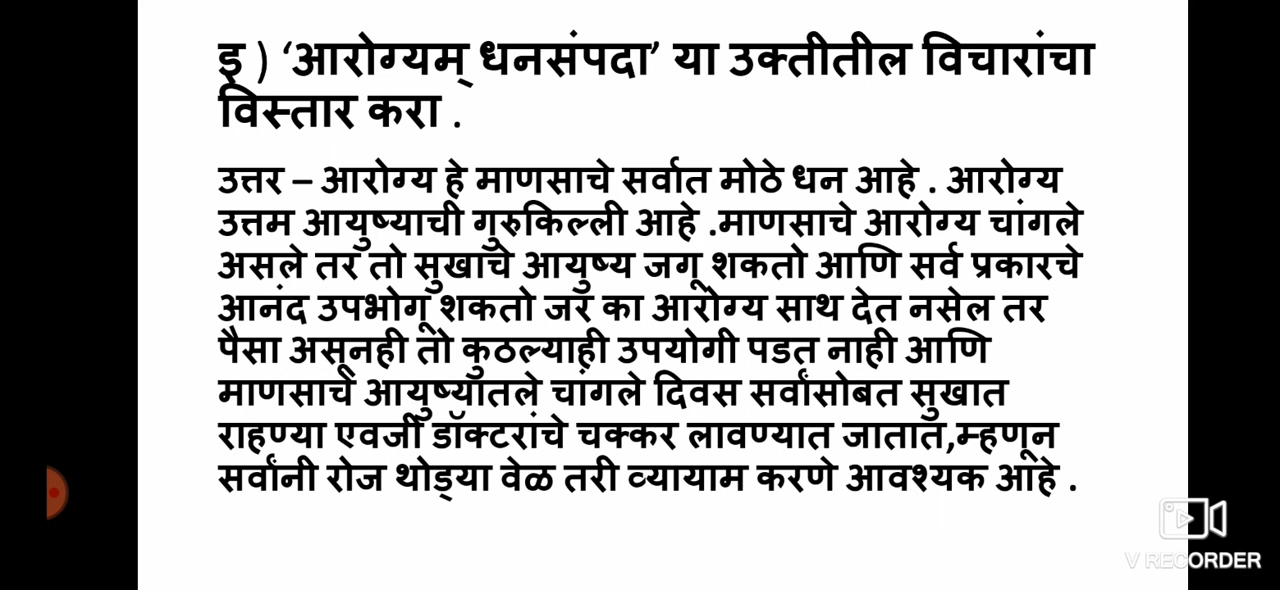 इ ) ‘आरोग्यम् धनसंपदा’ या उक्तीतील विचारांचा
विस्तार करा .
उत्तर – आरोग्य हे माणसाचे सर्वात मोठे धन आहे . आरोग्य
उत्तम आयुष्याची गुरुकिल्ली आहे .माणसाचे आरोग्य चांगले
असले तर तो सुखाचे आयुष्य जगू शकतो आणि सर्व प्रकारचे
आनंद उपभोगू शकतो जर का आरोग्य साथ देत नसेल तर
पैसा असूनही तो कुठल्याही उपयोगी पडत नाही आणि
माणसाचे आयुष्यातले चांगले दिवस सर्वांसोबत सुखात
राहण्या एवजी डॉक्टरांचे चक्कर लावण्यात जातात,म्हणून
सर्वांनी रोज थोड्या वेळ तरी व्यायाम करणे आवश्यक आहे .
V RECORDER